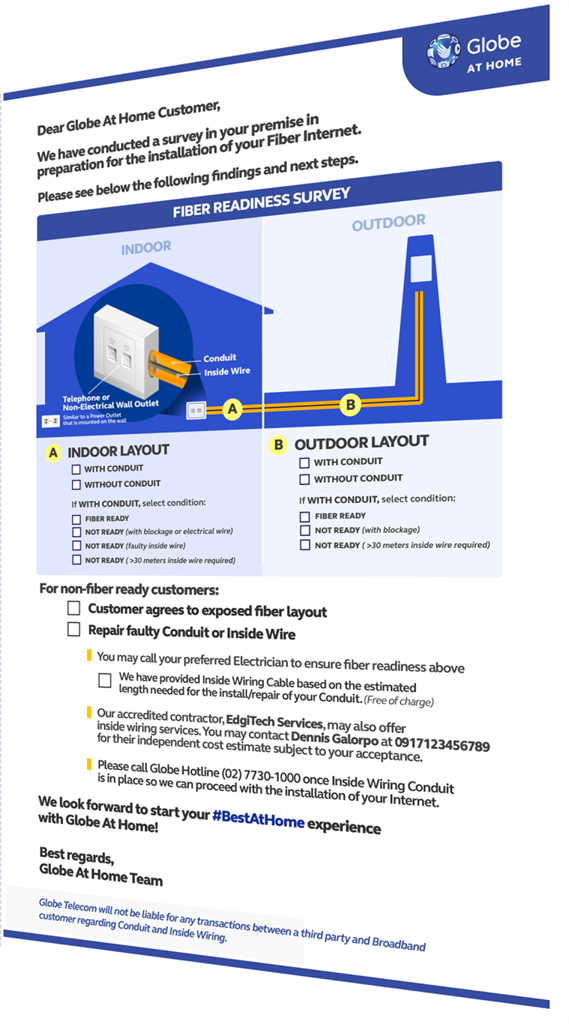 Globe
AT HOME
Dear Globe At Home Customer,
We have conducted a survey in your premise in
preparation for the installation of your Fiber Internet.
Please see below the following findings and next steps.
FIBER READINESS SURVEY
INDOOR
OUTDOOR
Conduit
Inside Wire
Telephone or
Non-Electrical Wall Outlet
Similar to a Power Outlet
that is mounted on the wall
A
B
A INDOOR LAYOUT
WITH CONDUIT
WITHOUT CONDUIT
If WITH CONDUIT, select condition:
FIBER READY
NOT READY (with blockage or electrical wire)
NOT READY (faulty inside wire)
NOT READY ( >30 meters inside wire required)
B OUTDOOR LAYOUT
WITH CONDUIT
WITHOUT CONDUIT
If WITH CONDUIT, select condition:
FIBER READY
NOT READY (with blockage)
NOT READY ( >30 meters inside wire required)
For non-fiber ready customers:
Customer agrees to exposed fiber layout
Repair faulty Conduit or Inside Wire
You may call your preferred Electrician to ensure fiber readiness above
We have provided Inside Wiring Cable based on the estimated
length needed for the install/repair of your Conduit. (Free of charge)
Our accredited contractor, EdgiTech Services, may also offer
inside wiring services. You may contact Dennis Galorpo at 0917123456789
for their independent cost estimate subject to your acceptance.
Please call Globe Hotline (02) 7730-1000 once Inside Wiring Conduit
is in place so we can proceed with the installation of your Internet.
We look forward to start your #BestAtHome experience
with Globe At Home!
Best regards,
Globe At Home Team
Globe Telecom will not be liable for any transactions between a third party and Broadband
customer regarding Conduit and Inside Wiring.